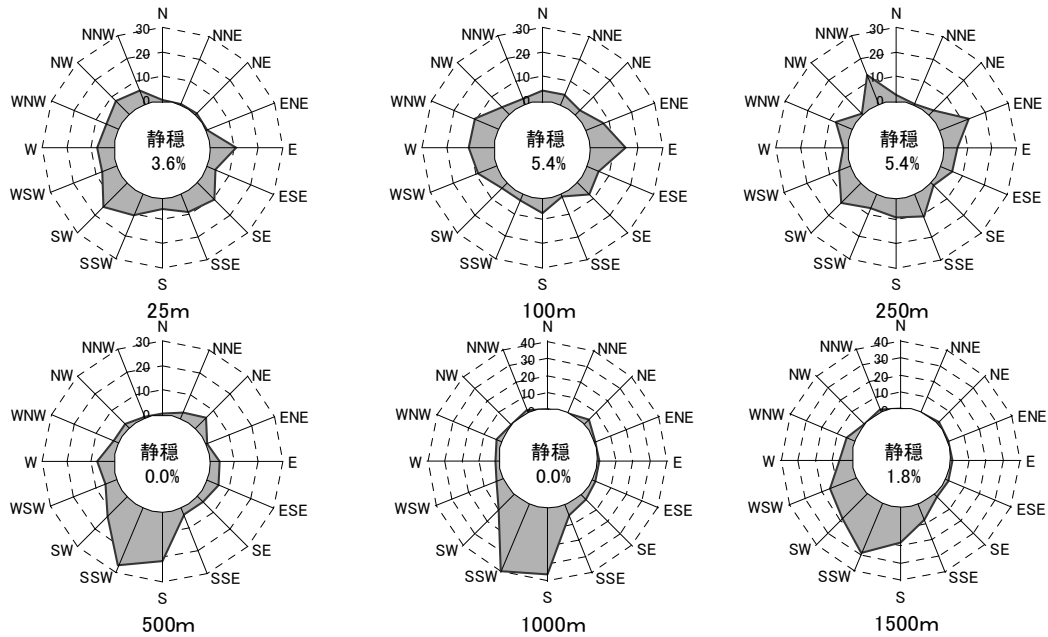 N
NNW 30 NNE
NW 20 NE
10
WNW 0 ENE
静穏
W 3.6% E
WSW ESE
SW SE
SSW SSE
S
25m
N
NNW 30 NNE
NW 20 NE
10
WNW 0 ENE
静穏
W 5.4% E
WSW ESE
SW SE
SSW SSE
S
100m
N
NNW 30 NNE
NW 20 NE
10
WNW 0 ENE
静穏
W 5.4% E
WSW ESE
SW SE
SSW SSE
S
250m
N
NNW 30 NNE
NW 20 NE
10
WNW 0 ENE
静穏
W 0.0% E
WSW ESE
SW SE
SSW SSE
S
500m
N
NNW 40 NNE
30
NW 20 NE
10
WNW 0 ENE
静穏
W 0.0% E
WSW ESE
SW SE
SSW SSE
S
1000m
N
NNW 40 NNE
30
NW 20 NE
10
WNW 0 ENE
静穏
W 1.8% E
WSW ESE
SW SE
SSW SSE
S
1500m